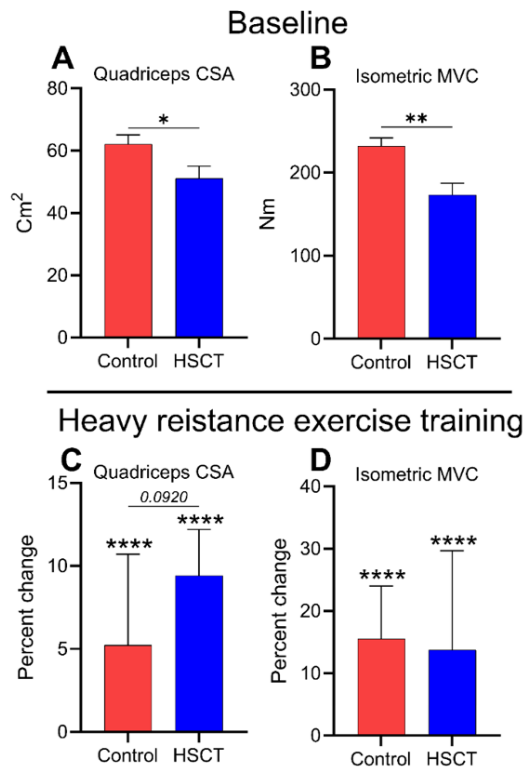 Baseline
A
Quadriceps CSA
Cm²
80
60
40
20
0
*
Control HSCT
B
Isometric MVC
Nm
300
200
100
0
**
Control HSCT
Heavy reistance exercise training
C
Quadriceps CSA
Percent change
15
10
5
0
0.0920
****
****
Control HSCT
D
Isometric MVC
Percent change
40
30
20
10
0
****
****
Control HSCT